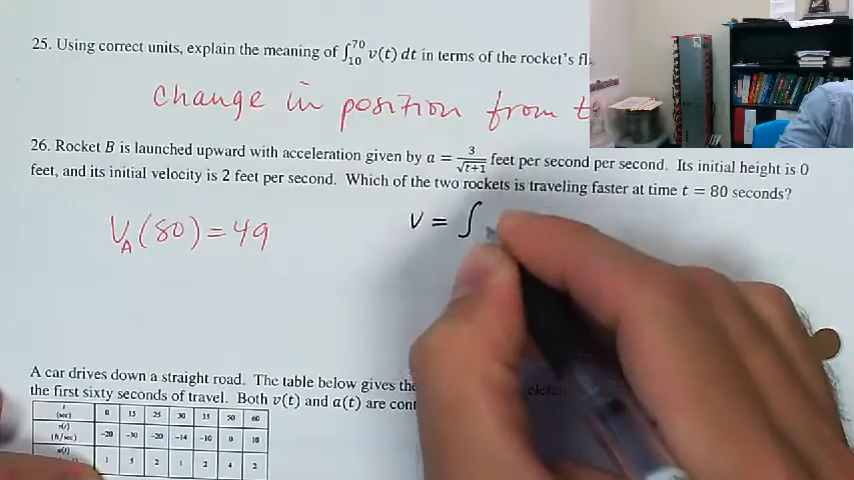 25. Using correct units, explain the meaning of ∫₁₀⁷⁰ v(t) dt in terms of the rocket's
change in position from
26. Rocket B is launched upward with acceleration given by a = 3/√(t+1) feet per second per second. Its initial height is 0
feet, and its initial velocity is 2 feet per second. Which of the two rockets is traveling faster at time t = 80 seconds?
V_A(80) = 49
v = ∫
A car drives down a straight road. The table below gives the
the first sixty seconds of travel. Both v(t) and a(t) are
t (sec) 0 15 25 30 35 50 60
v(t) (ft/sec) -20 -30 -20 -14 -10 0 10
a(t) 1 5 2 1 2 4 2